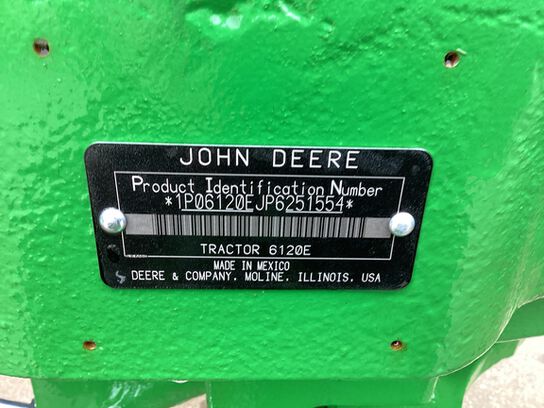 JOHN DEERE
Product Identification Number
*1P06120EJP6251554*
TRACTOR 6120E
MADE IN MEXICO
DEERE & COMPANY, MOLINE, ILLINOIS, USA